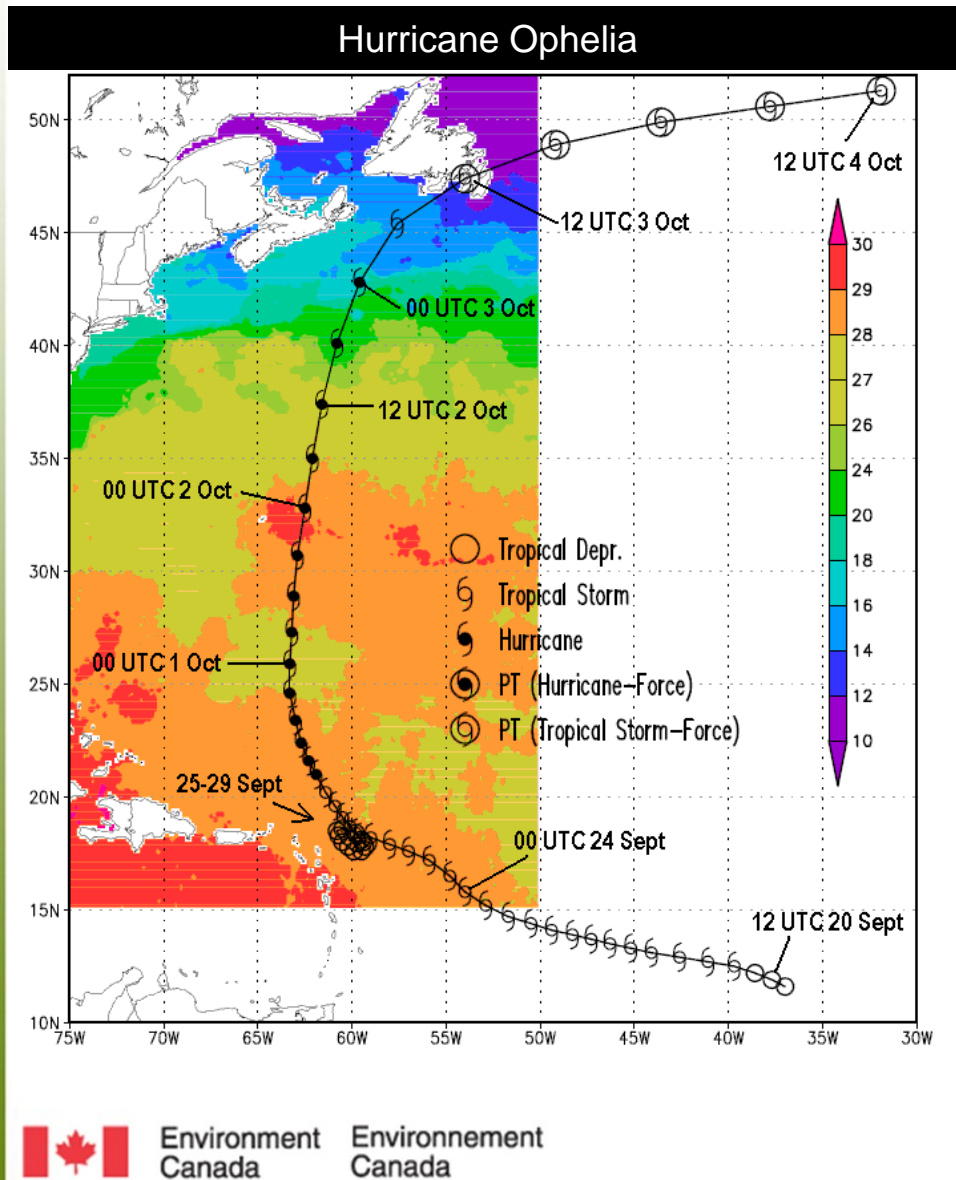 Hurricane Ophelia
50N
45N
40N
35N
30N
25N
20N
15N
10N
12 UTC 4 Oct
12 UTC 3 Oct
00 UTC 3 Oct
12 UTC 2 Oct
00 UTC 2 Oct
00 UTC 1 Oct
25-29 Sept
00 UTC 24 Sept
12 UTC 20 Sept
Tropical Depr.
Tropical Storm
Hurricane
PT (Hurricane-Force)
PT (Tropical Storm-Force)
30
29
28
27
26
24
20
18
16
14
12
10
75W 70W 65W 60W 55W 50W 45W 40W 35W 30W
Environment Environnement
Canada Canada